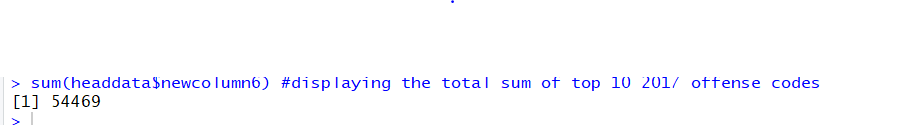 > sum(headdata$newcolumn6) #displaying the total sum of top 10 2017 offense codes
[1] 54469
>